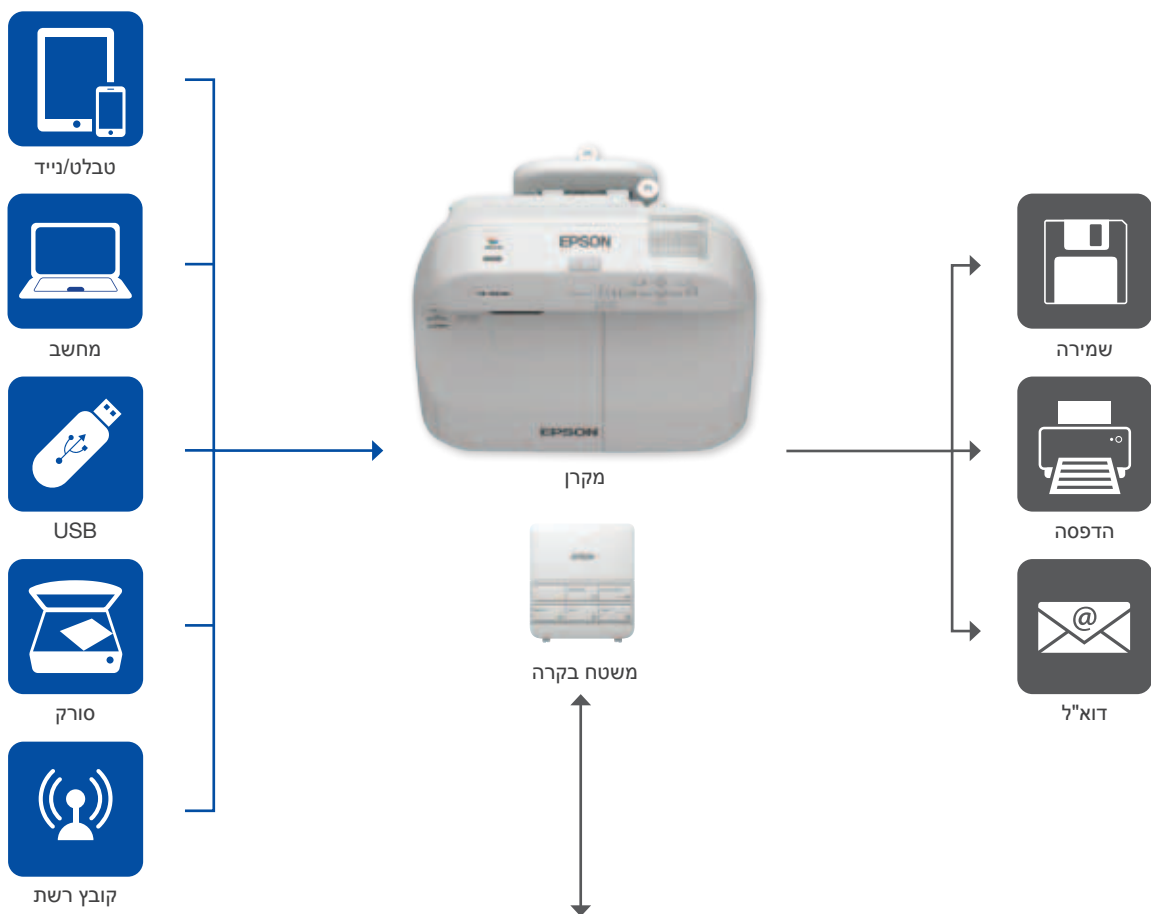 טבלט/נייד
מחשב
USB
סורק
קובץ רשת
EPSON
EPSON
מקרן
משטח בקרה
שמירה
הדפסה
@
דוא"ל